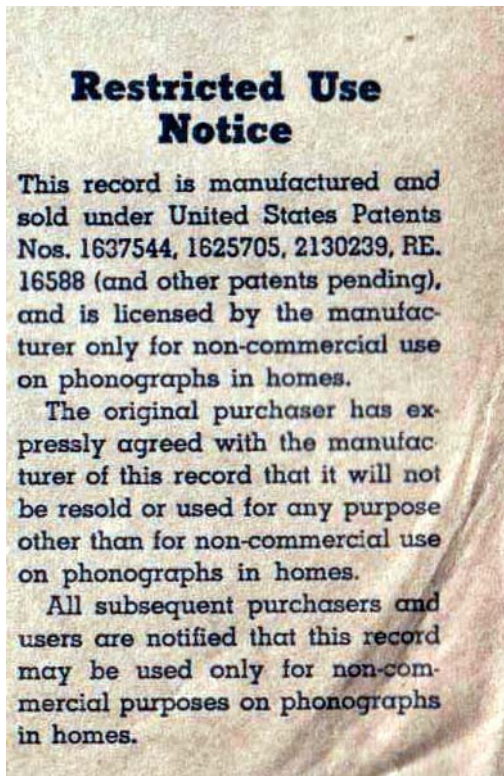 Restricted Use
Notice
This record is manufactured and
sold under United States Patents
Nos. 1637544, 1625705, 2130239, RE.
16588 (and other patents pending),
and is licensed by the manufac-
turer only for non-commercial use
on phonographs in homes.
The original purchaser has ex-
pressly agreed with the manufac
turer of this record that it will not
be resold or used for any purpose
other than for non-commercial use
on phonographs in homes.
All subsequent purchasers and
users are notified that this record
may be used only for non-com-
mercial purposes on phonographs
in homes.